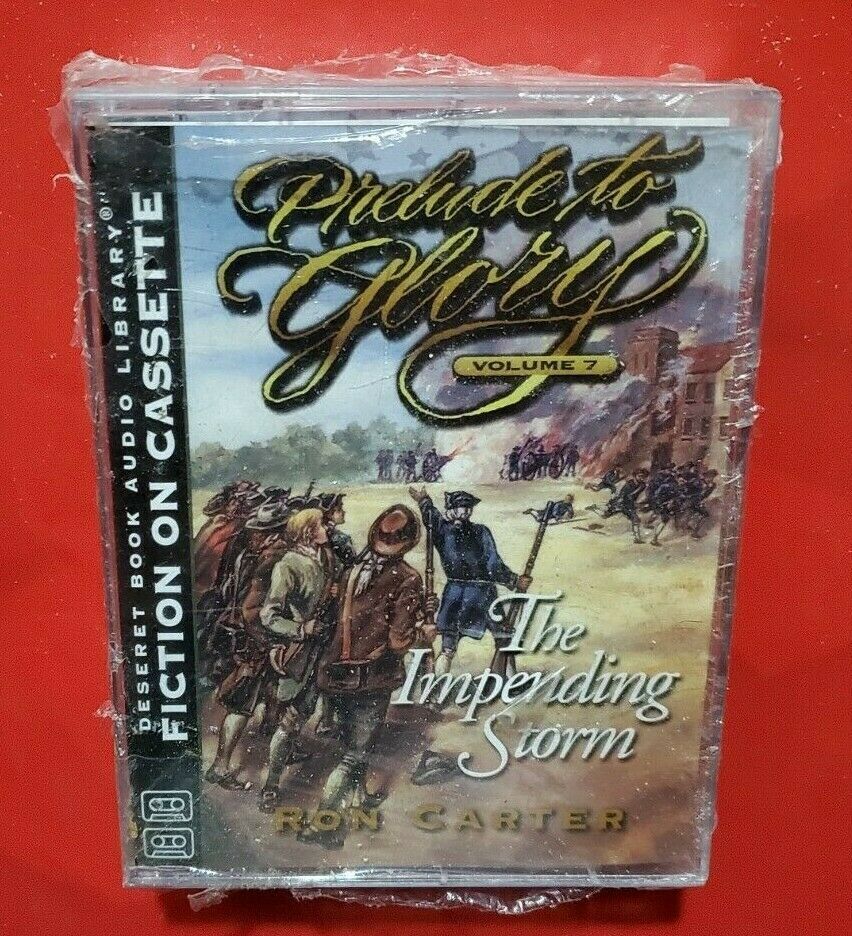 DESERET BOOK AUDIO LIBRARY®
FICTION ON CASSETTE
Prelude to
Glory
VOLUME 7
The
Impending
Storm
RON CARTER